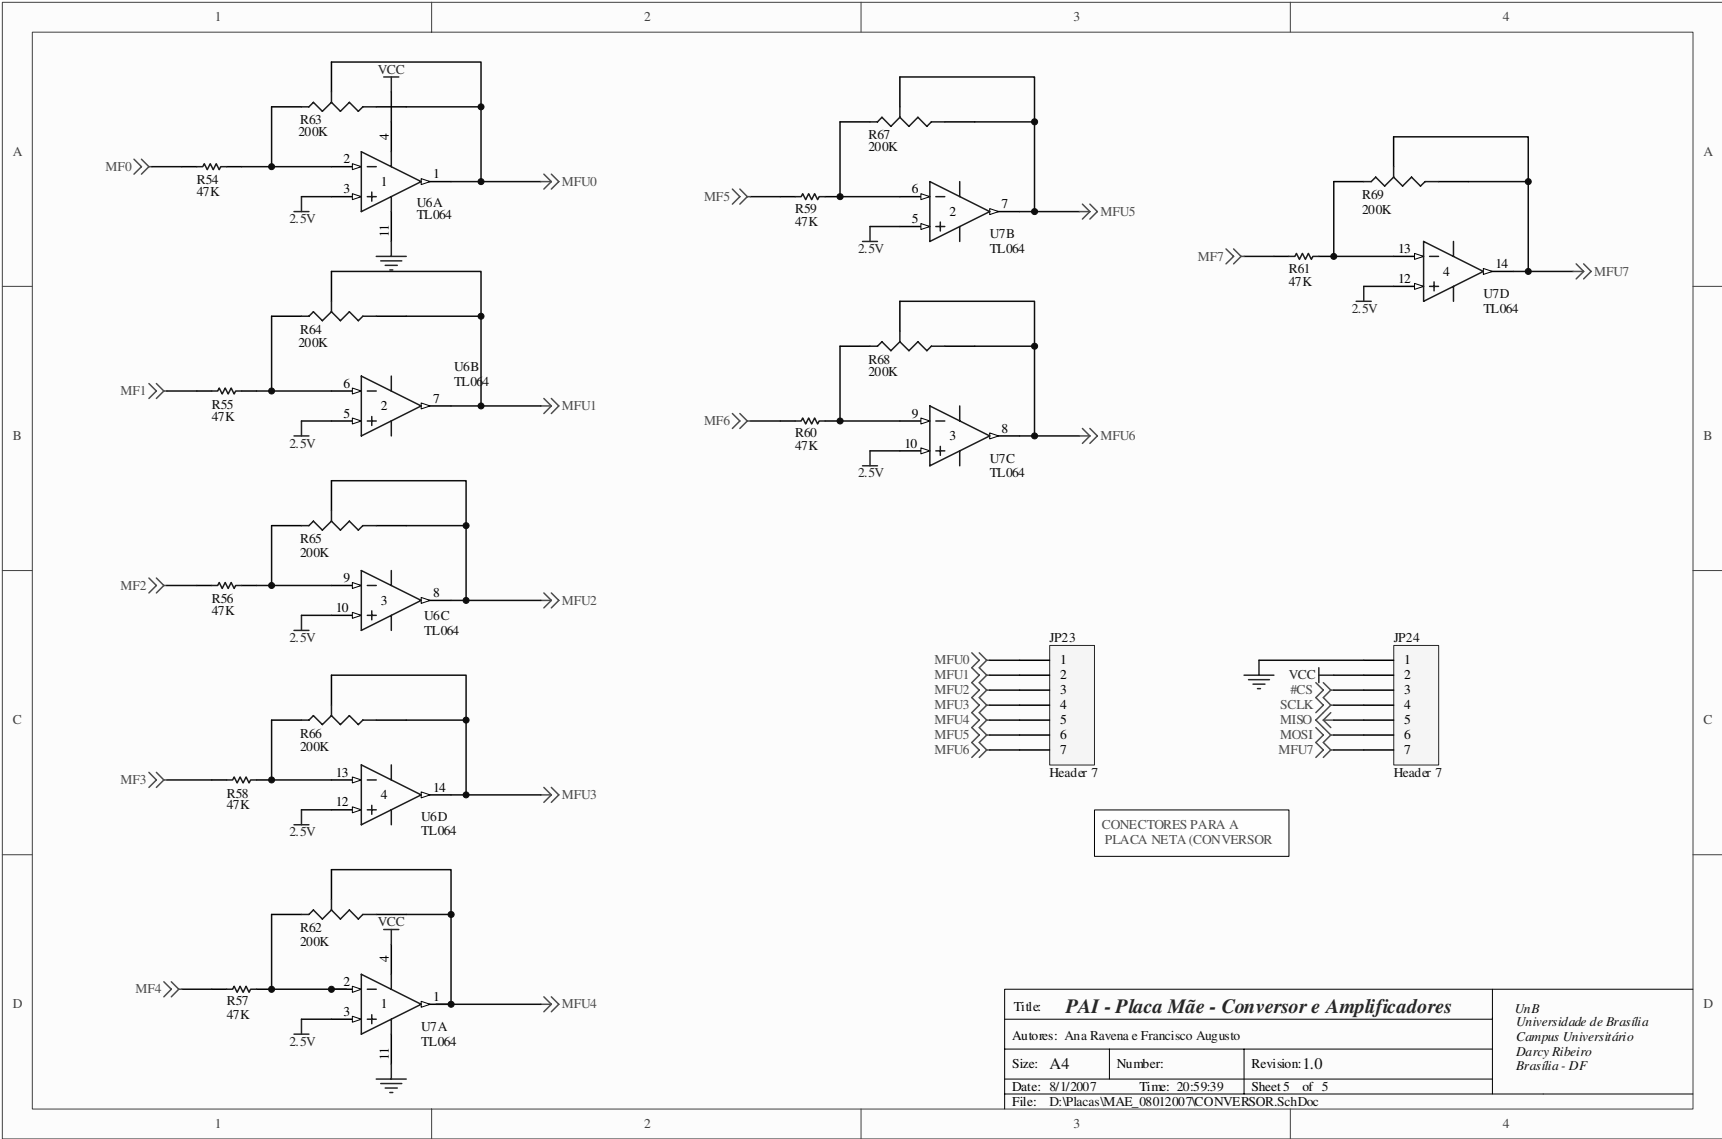 1 2 3 4
A
B
C
D
VCC
R63
200K
4
MF0
R54
47K
2
3
1
1
11
2.5V
U6A
TL064
MFU0
R64
200K
MF1
R55
47K
6
5
2
7
2.5V
U6B
TL064
MFU1
R65
200K
MF2
R56
47K
9
10
3
8
2.5V
U6C
TL064
MFU2
R66
200K
MF3
R58
47K
13
12
4
14
2.5V
U6D
TL064
MFU3
R62
200K
VCC
4
MF4
R57
47K
2
3
1
1
11
2.5V
U7A
TL064
MFU4
R67
200K
MF5
R59
47K
6
5
2
7
2.5V
U7B
TL064
MFU5
R68
200K
MF6
R60
47K
9
10
3
8
2.5V
U7C
TL064
MFU6
R69
200K
MF7
R61
47K
13
12
4
14
2.5V
U7D
TL064
MFU7
JP23
MFU0 1
MFU1 2
MFU2 3
MFU3 4
MFU4 5
MFU5 6
MFU6 7
Header 7
JP24
1
VCC 2
#CS 3
SCLK 4
MISO 5
MOSI 6
MFU7 7
Header 7
CONECTORES PARA A
PLACA NETA (CONVERSOR
Title: PAI - Placa Mãe - Conversor e Amplificadores
Autores: Ana Ravena e Francisco Augusto
Size: A4 Number: Revision: 1.0
Date: 8/1/2007 Time: 20:59:39 Sheet 5 of 5
File: D:\Placas\MAE_08012007\CONVERSOR.SchDoc
UnB
Universidade de Brasília
Campus Universitário
Darcy Ribeiro
Brasília - DF
A
B
C
D
1 2 3 4